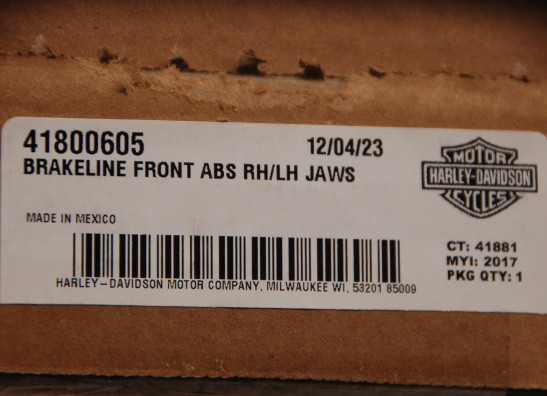 41800605 12/04/23
BRAKELINE FRONT ABS RH/LH JAWS
MOTOR
HARLEY-DAVIDSON
CYCLES
MADE IN MEXICO
CT: 41881
MYI: 2017
PKG QTY: 1
HARLEY-DAVIDSON MOTOR COMPANY, MILWAUKEE WI, 53201 85009